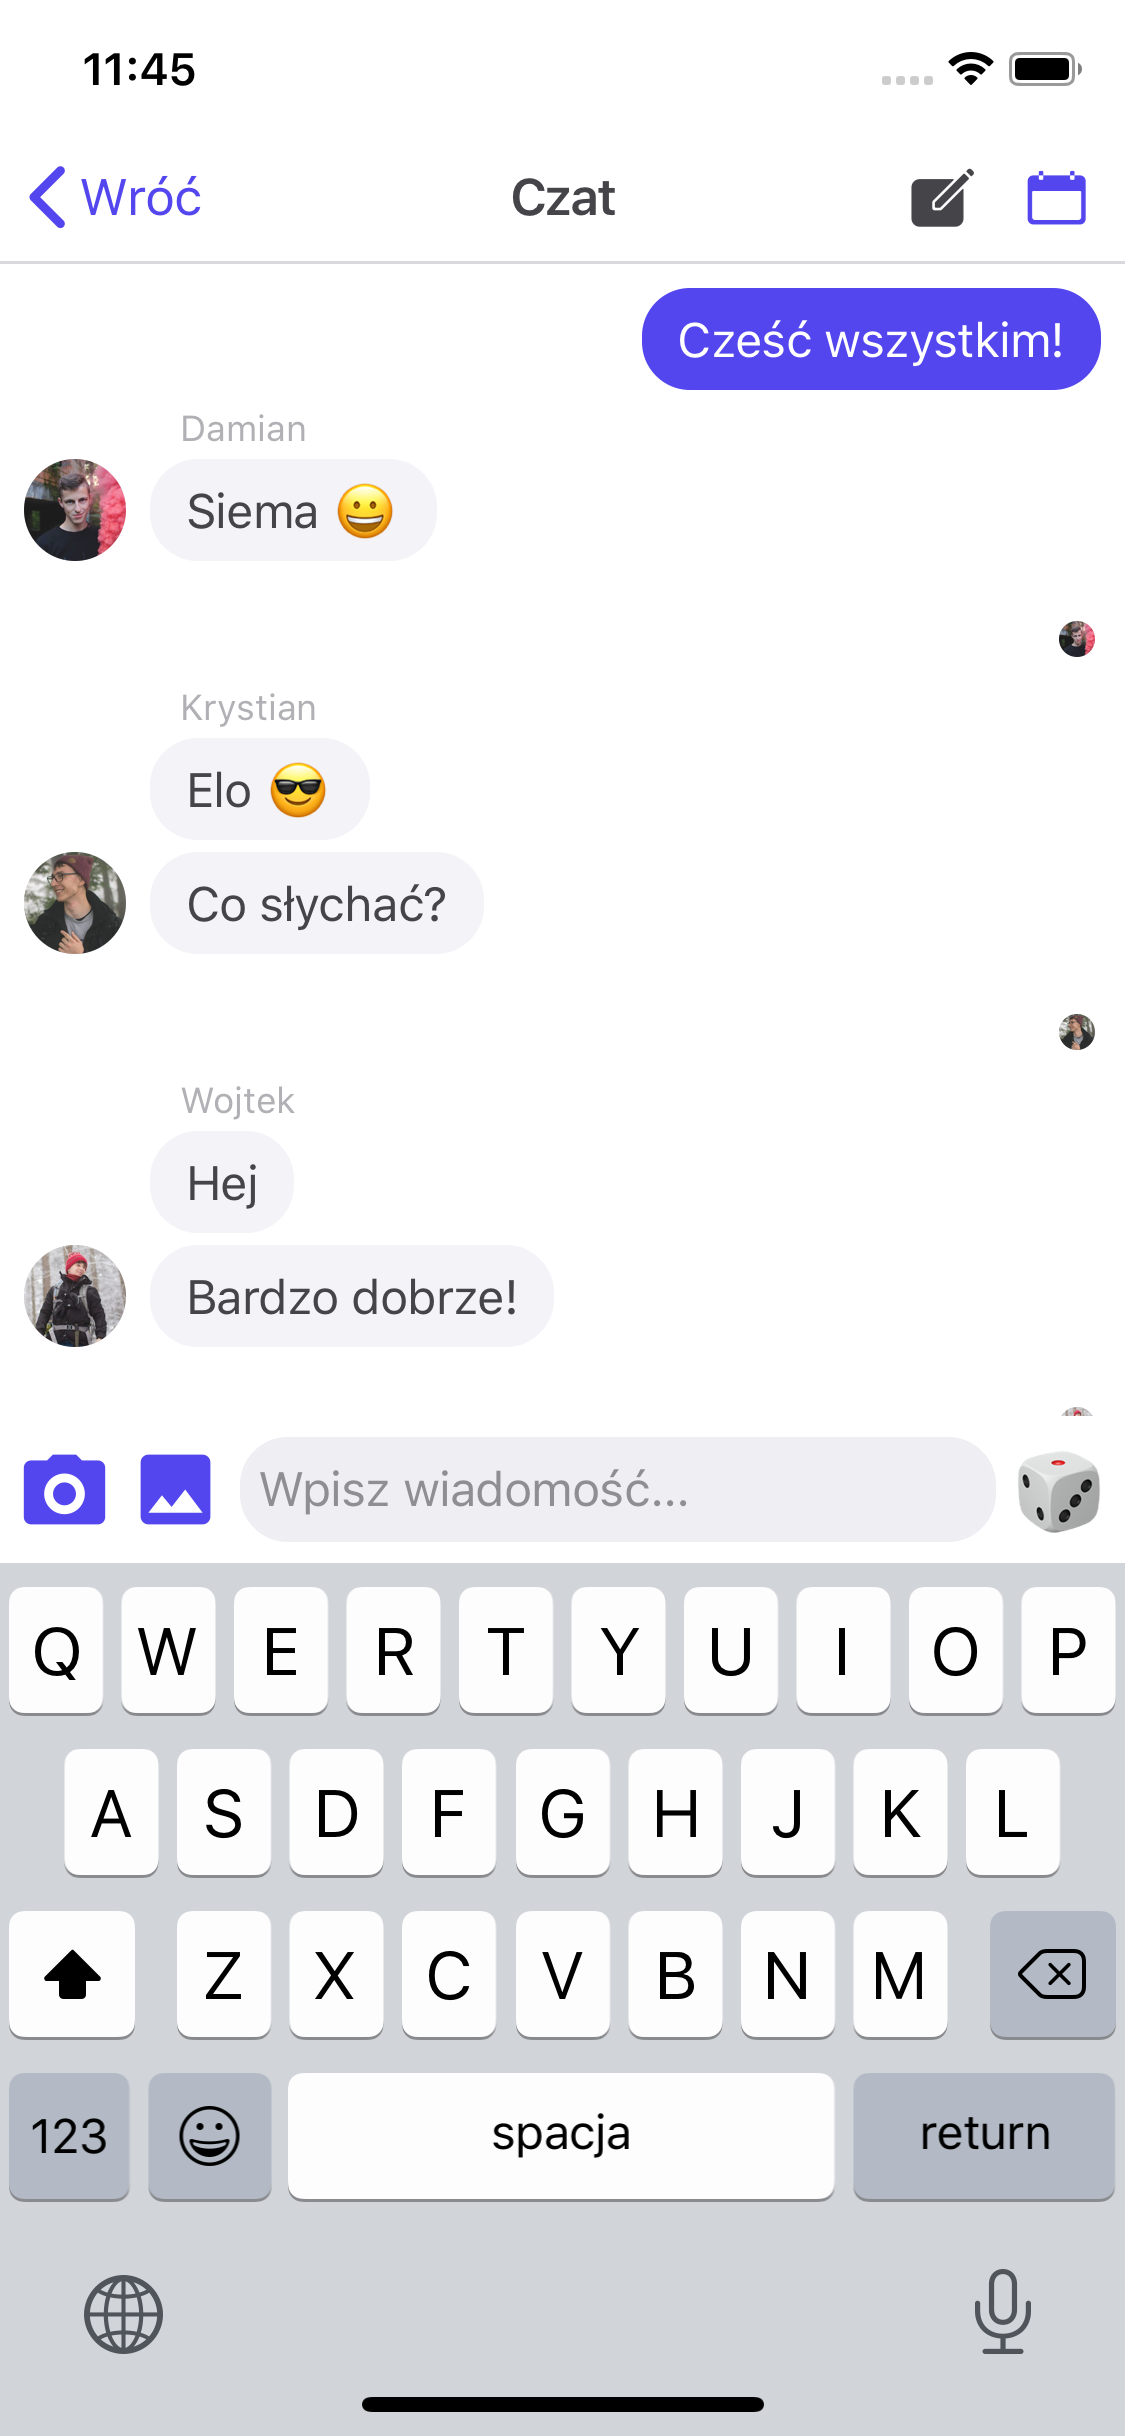 11:45
Wróć
Czat
Cześć wszystkim!
Damian
Siema 😀
Krystian
Elo 😎
Co słychać?
Wojtek
Hej
Bardzo dobrze!
Wpisz wiadomość...
Q W E R T Y U I O P
A S D F G H J K L
Z X C V B N M
123 spacja return